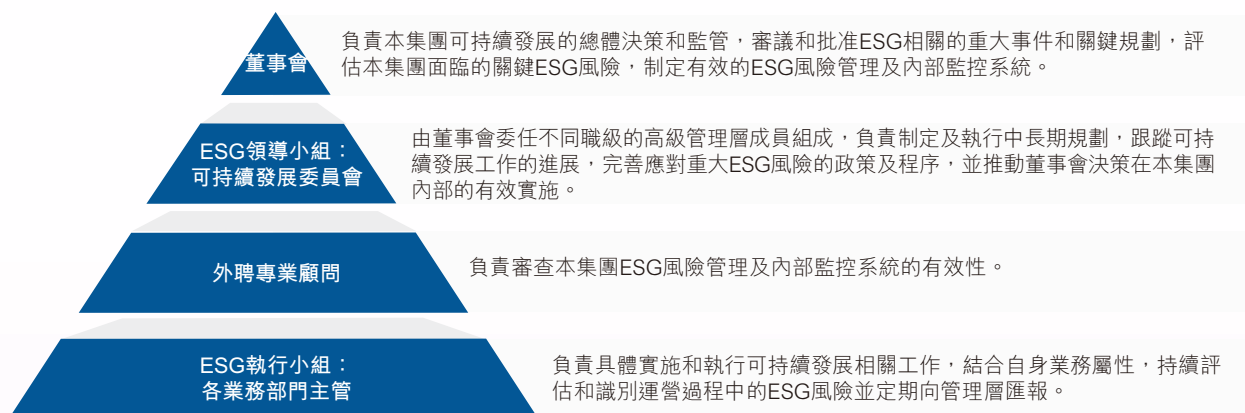 董事會
負責本集團可持續發展的總體決策和監管，審議和批准ESG相關的重大事件和關鍵規劃，評
估本集團面臨的關鍵ESG風險，制定有效的ESG風險管理及內部監控系統。
ESG領導小組：
可持續發展委員會
由董事會委任不同職級的高級管理層成員組成，負責制定及執行中長期規劃，跟蹤可持
續發展工作的進展，完善應對重大ESG風險的政策及程序，並推動董事會決策在本集團
內部的有效實施。
外聘專業顧問
負責審查本集團ESG風險管理及內部監控系統的有效性。
ESG執行小組：
各業務部門主管
負責具體實施和執行可持續發展相關工作，結合自身業務屬性，持續評
估和識別運營過程中的ESG風險並定期向管理層匯報。